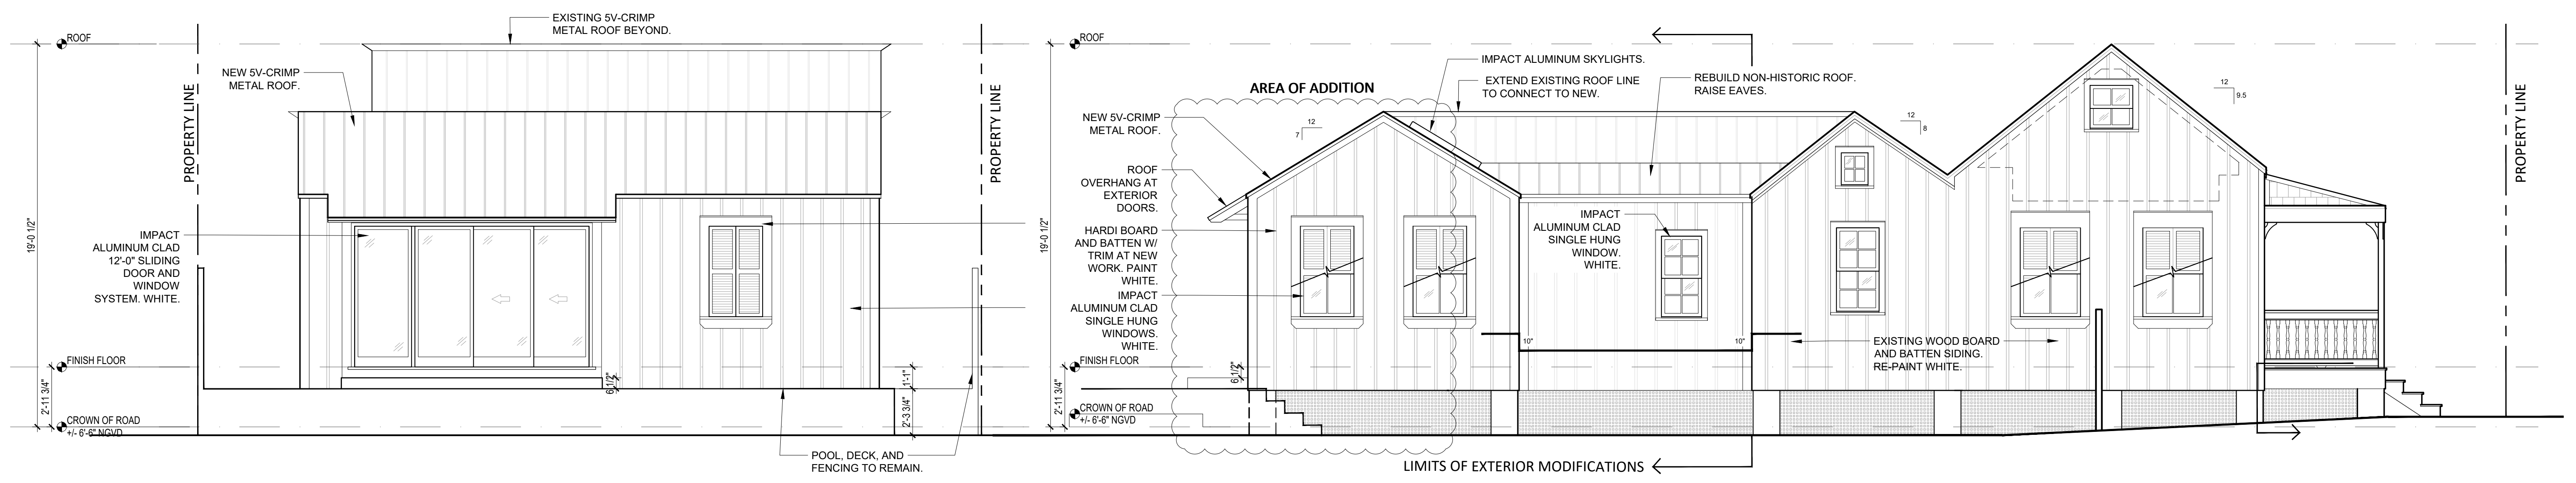 EXISTING 5V-CRIMP
METAL ROOF BEYOND.
ROOF
NEW 5V-CRIMP
METAL ROOF.
PROPERTY LINE
PROPERTY LINE
19'-0 1/2"
IMPACT
ALUMINUM CLAD
12'-0" SLIDING
DOOR AND
WINDOW
SYSTEM. WHITE.
FINISH FLOOR
2'-11 3/4"
CROWN OF ROAD
+/- 6'-6" NGVD
6 1/2"
1'-1"
2'-3 3/4"
POOL, DECK, AND
FENCING TO REMAIN.
ROOF
19'-0 1/2"
AREA OF ADDITION
IMPACT ALUMINUM SKYLIGHTS.
EXTEND EXISTING ROOF LINE
TO CONNECT TO NEW.
REBUILD NON-HISTORIC ROOF.
RAISE EAVES.
NEW 5V-CRIMP
METAL ROOF.
12
7
12
8
12
9.5
PROPERTY LINE
ROOF
OVERHANG AT
EXTERIOR
DOORS.
HARDI BOARD
AND BATTEN W/
TRIM AT NEW
WORK. PAINT
WHITE.
IMPACT
ALUMINUM CLAD
SINGLE HUNG
WINDOWS.
WHITE.
IMPACT
ALUMINUM CLAD
SINGLE HUNG
WINDOW.
WHITE.
10"
10"
EXISTING WOOD BOARD
AND BATTEN SIDING.
RE-PAINT WHITE.
FINISH FLOOR
6 1/2"
2'-11 3/4"
CROWN OF ROAD
+/- 6'-6" NGVD
LIMITS OF EXTERIOR MODIFICATIONS